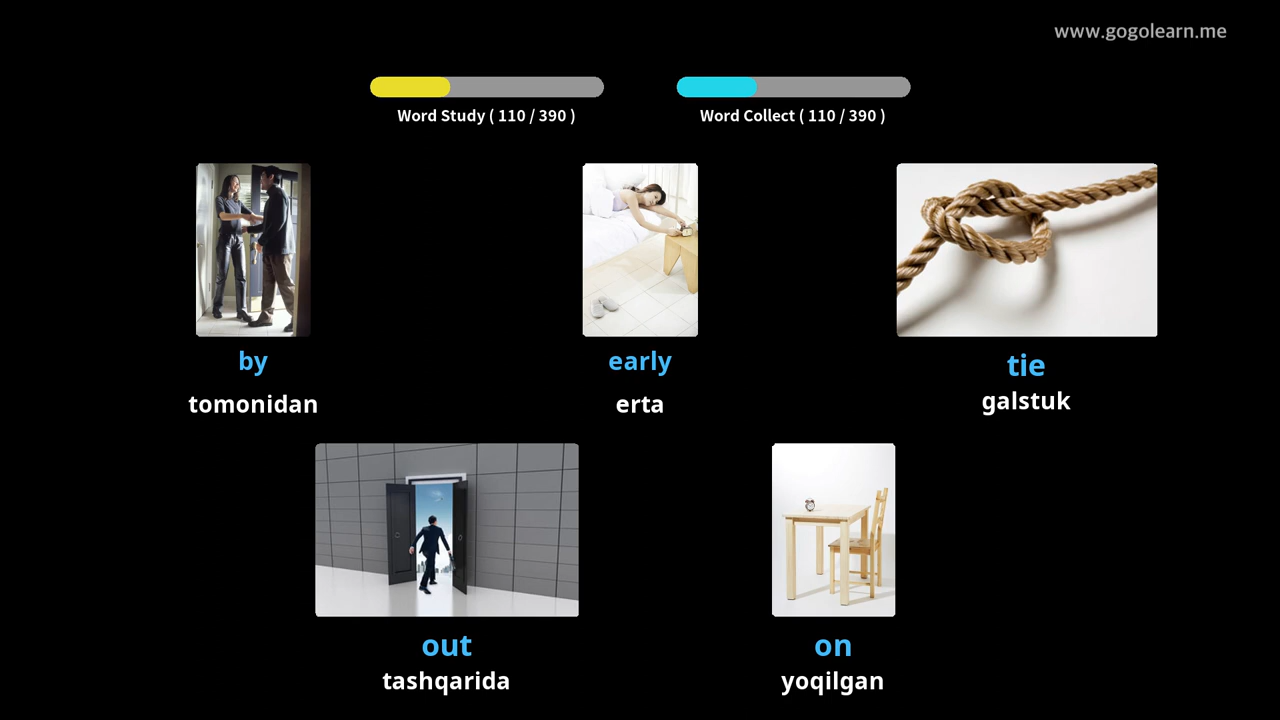 www.gogolearn.me
Word Study ( 110 / 390 )
Word Collect ( 110 / 390 )
by
tomonidan
early
erta
tie
galstuk
out
tashqarida
on
yoqilgan